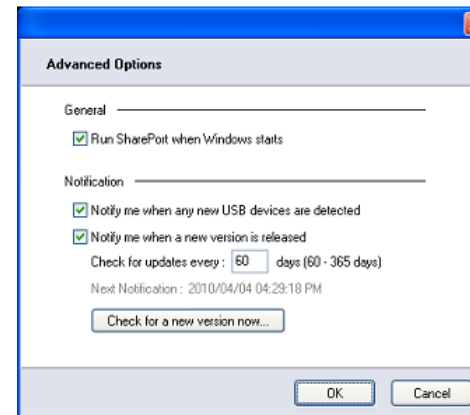 Advanced Options
General
Run SharePort when Windows starts
Notification
Notify me when any new USB devices are detected
Notify me when a new version is released
Check for updates every : 60 days (60 - 365 days)
Next Notification : 2010/04/04 04:29:18 PM
Check for a new version now...
OK Cancel